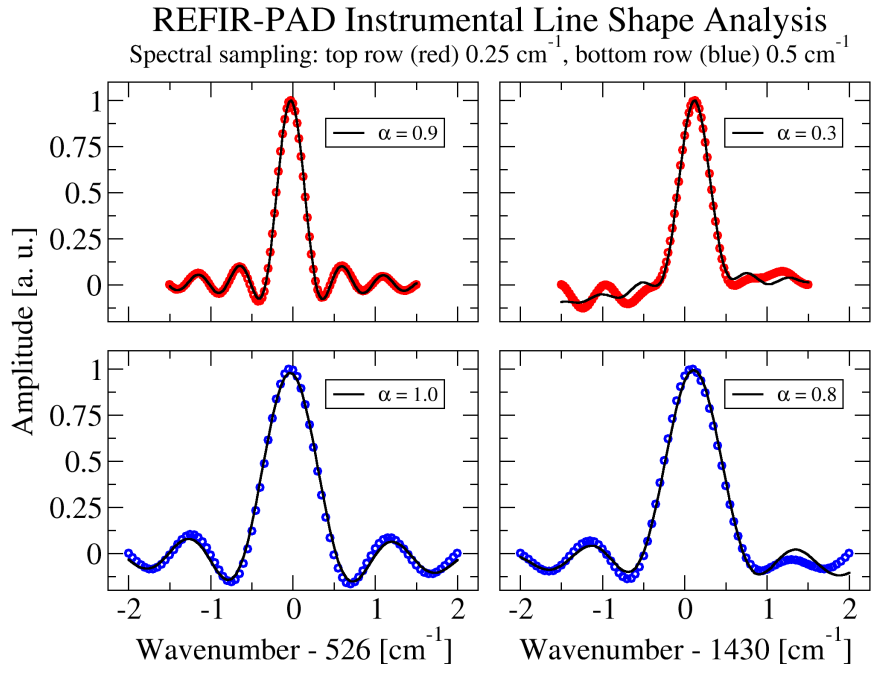 REFIR-PAD Instrumental Line Shape Analysis
Spectral sampling: top row (red) 0.25 cm⁻¹, bottom row (blue) 0.5 cm⁻¹
Amplitude [a. u.]
1
0.75
0.5
0.25
0
α = 0.9
α = 0.3
1
0.75
0.5
0.25
0
α = 1.0
α = 0.8
-2 -1 0 1 2
-2 -1 0 1 2
Wavenumber - 526 [cm⁻¹]
Wavenumber - 1430 [cm⁻¹]